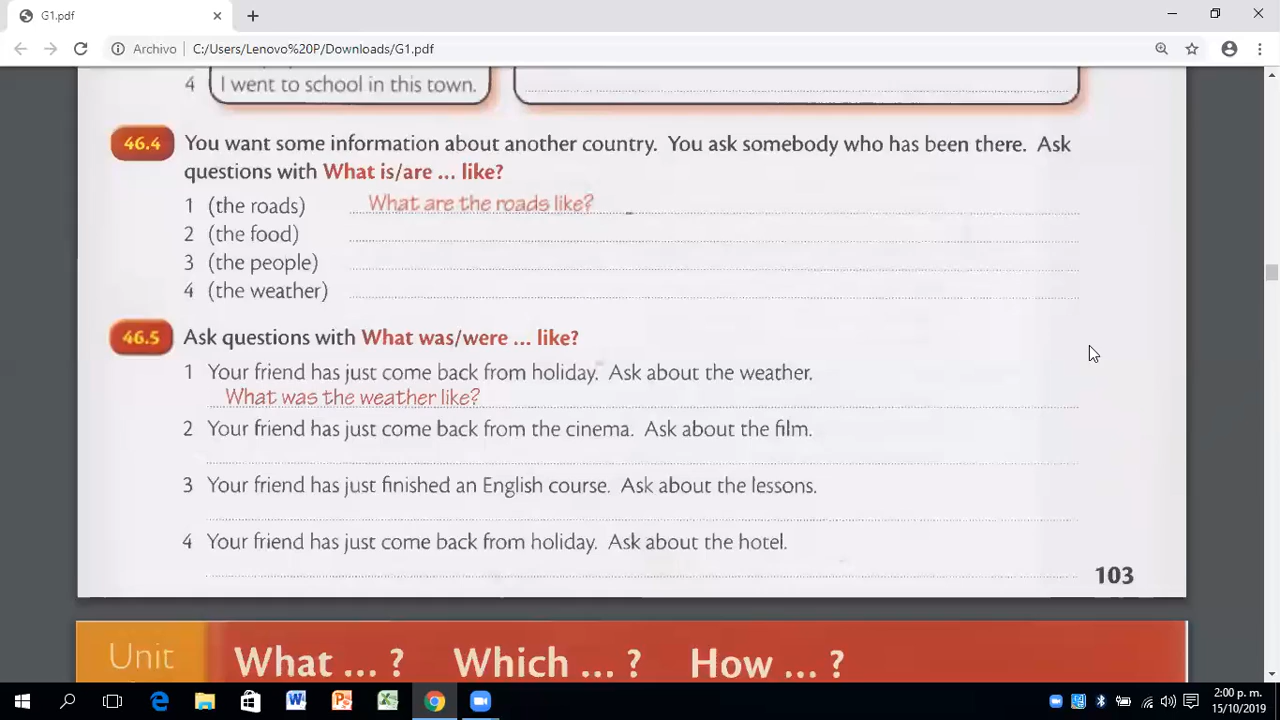 G1.pdf
Archivo C:/Users/Lenovo%20P/Downloads/G1.pdf
4 I went to school in this town.
46.4 You want some information about another country. You ask somebody who has been there. Ask
questions with What is/are ... like?
1 (the roads) What are the roads like?
2 (the food)
3 (the people)
4 (the weather)
46.5 Ask questions with What was/were ... like?
1 Your friend has just come back from holiday. Ask about the weather.
What was the weather like?
2 Your friend has just come back from the cinema. Ask about the film.
3 Your friend has just finished an English course. Ask about the lessons.
4 Your friend has just come back from holiday. Ask about the hotel.
103
Unit What ... ? Which ... ? How ... ?
2:00 p. m.
15/10/2019